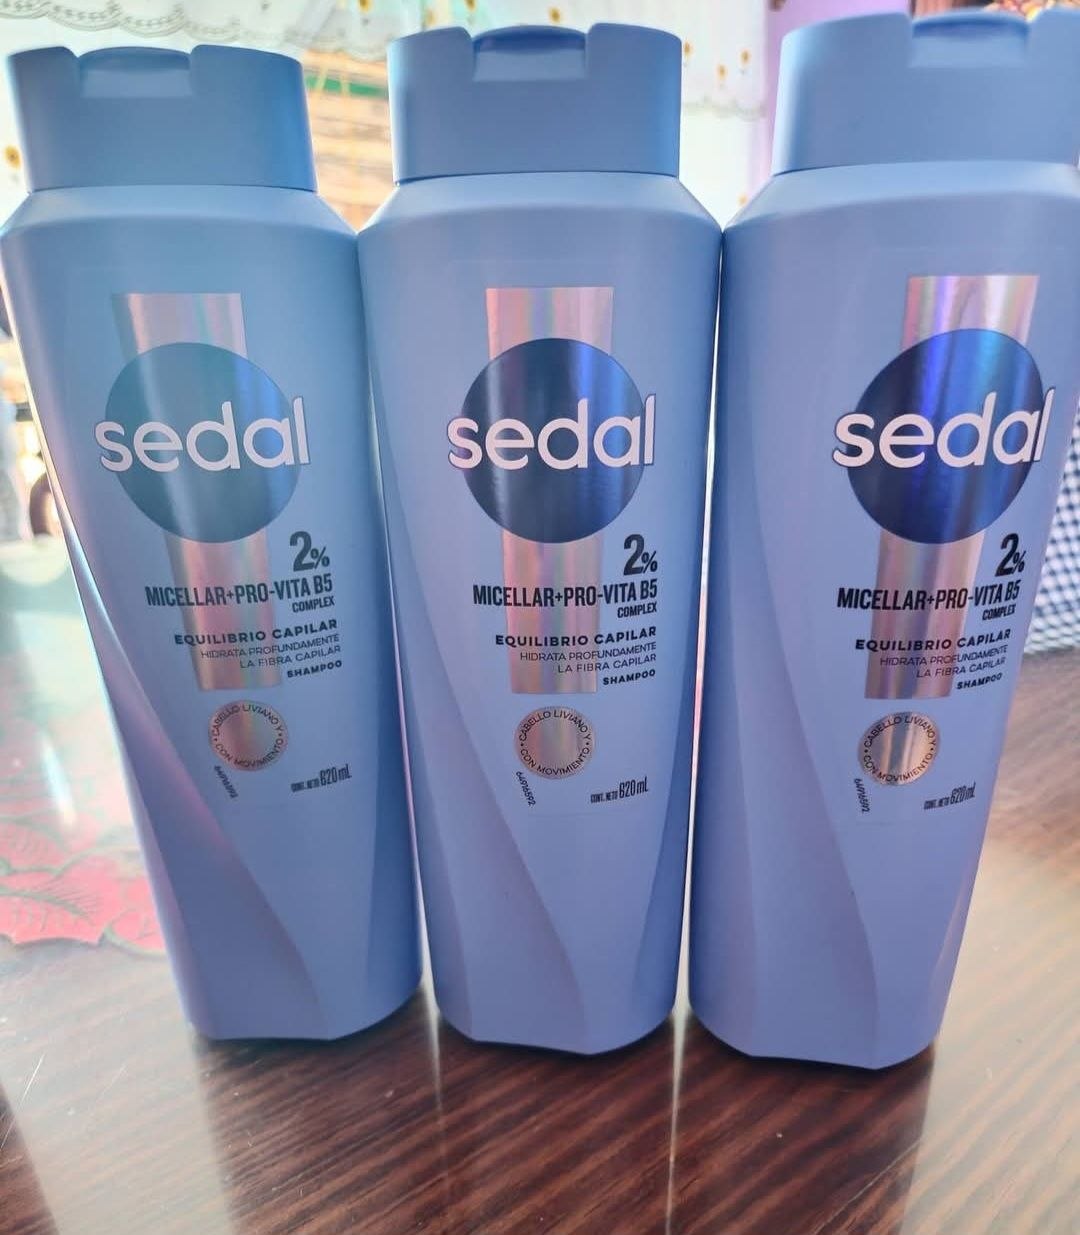 sedal
2%
MICELLAR+PRO-VITA B5
COMPLEX
EQUILIBRIO CAPILAR
HIDRATA PROFUNDAMENTE
LA FIBRA CAPILAR
SHAMPOO
CABELLO LIVIANO Y
CON MOVIMIENTO
CONT. NETO 620 mL
sedal
2%
MICELLAR+PRO-VITA B5
COMPLEX
EQUILIBRIO CAPILAR
HIDRATA PROFUNDAMENTE
LA FIBRA CAPILAR
SHAMPOO
CABELLO LIVIANO Y
CON MOVIMIENTO
64916592
CONT. NETO 620 mL
sedal
2%
MICELLAR+PRO-VITA B5
COMPLEX
EQUILIBRIO CAPILAR
HIDRATA PROFUNDAMENTE
LA FIBRA CAPILAR
SHAMPOO
CABELLO LIVIANO Y
CON MOVIMIENTO
64916592
CONT. NETO 620 mL